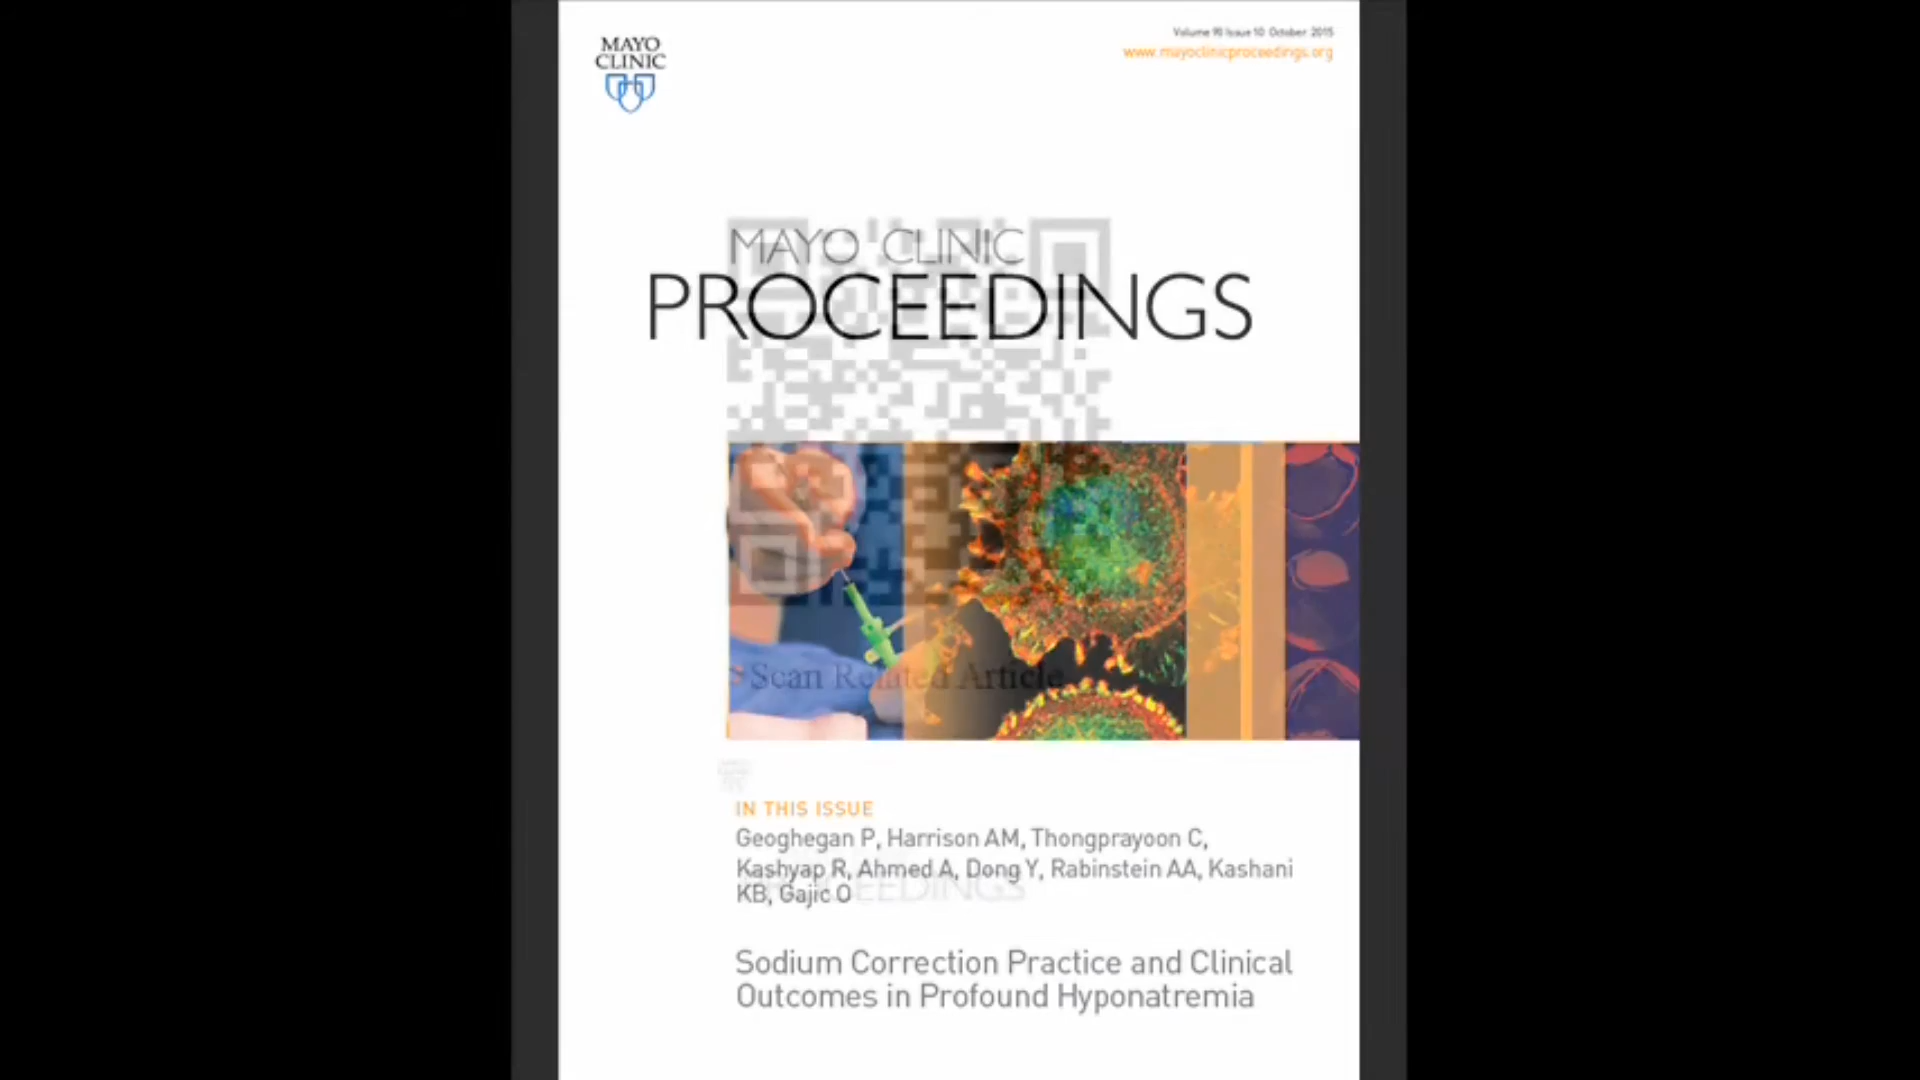 MAYO
CLINIC
Volume 90 Issue 10 October 2015
www.mayoclinicproceedings.org
MAYO CLINIC
PROCEEDINGS
Scan Related Article
IN THIS ISSUE
Geoghegan P, Harrison AM, Thongprayoon C,
Kashyap R, Ahmed A, Dong Y, Rabinstein AA, Kashani
KB, Gajic O
PROCEEDINGS
Sodium Correction Practice and Clinical
Outcomes in Profound Hyponatremia